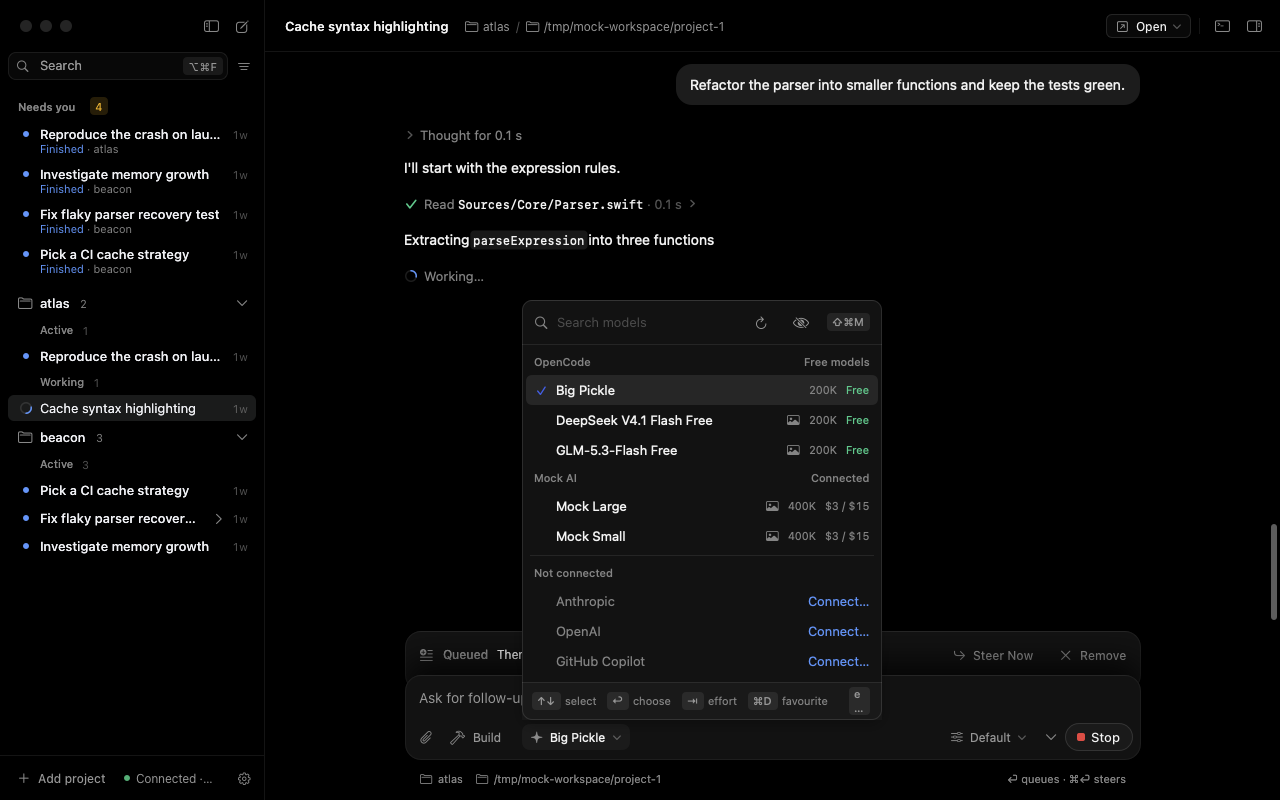 Cache syntax highlighting
atlas / /tmp/mock-workspace/project-1
Open
Search ⌥⌘F
Needs you 4
Reproduce the crash on lau... 1w
Finished · atlas
Investigate memory growth 1w
Finished · beacon
Fix flaky parser recovery test 1w
Finished · beacon
Pick a CI cache strategy 1w
Finished · beacon
atlas 2
Active 1
Reproduce the crash on lau... 1w
Working 1
Cache syntax highlighting 1w
beacon 3
Active 3
Pick a CI cache strategy 1w
Fix flaky parser recover... 1w
Investigate memory growth 1w
Add project
Connected ·...
Refactor the parser into smaller functions and keep the tests green.
Thought for 0.1 s
I'll start with the expression rules.
Read Sources/Core/Parser.swift · 0.1 s
Extracting parseExpression into three functions
Working...
Search models ⇧⌘M
OpenCode Free models
Big Pickle 200K Free
DeepSeek V4.1 Flash Free 200K Free
GLM-5.3-Flash Free 200K Free
Mock AI Connected
Mock Large 400K $3 / $15
Mock Small 400K $3 / $15
Not connected
Anthropic Connect...
OpenAI Connect...
GitHub Copilot Connect...
↑↓ select ↩ choose ⇥ effort ⌘D favourite e ...
Queued Steer Now Remove
Ask for follow-u
Build Big Pickle Default Stop
atlas /tmp/mock-workspace/project-1 ↩ queues · ⌘↩ steers